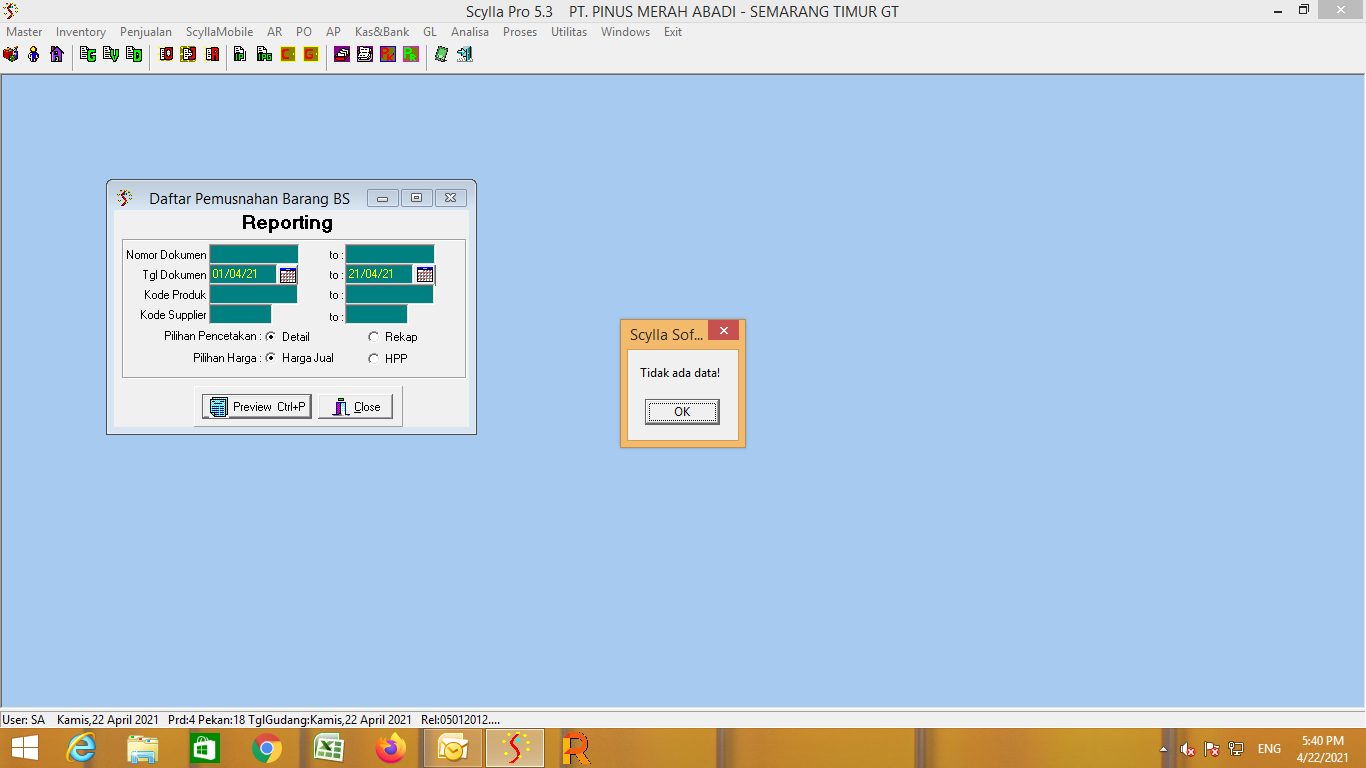 Scylla Pro 5.3 PT. PINUS MERAH ABADI - SEMARANG TIMUR GT
Master Inventory Penjualan ScyllaMobile AR PO AP Kas&Bank GL Analisa Proses Utilitas Windows Exit
Daftar Pemusnahan Barang BS
Reporting
Nomor Dokumen to :
Tgl Dokumen 01/04/21 to : 21/04/21
Kode Produk to :
Kode Supplier to :
Pilihan Pencetakan : Detail Rekap
Pilihan Harga : Harga Jual HPP
Preview Ctrl+P Close
Scylla Sof...
Tidak ada data!
OK
User: SA Kamis,22 April 2021 Prd:4 Pekan:18 TglGudang:Kamis,22 April 2021 Rel:05012012....
ENG
5:40 PM
4/22/2021